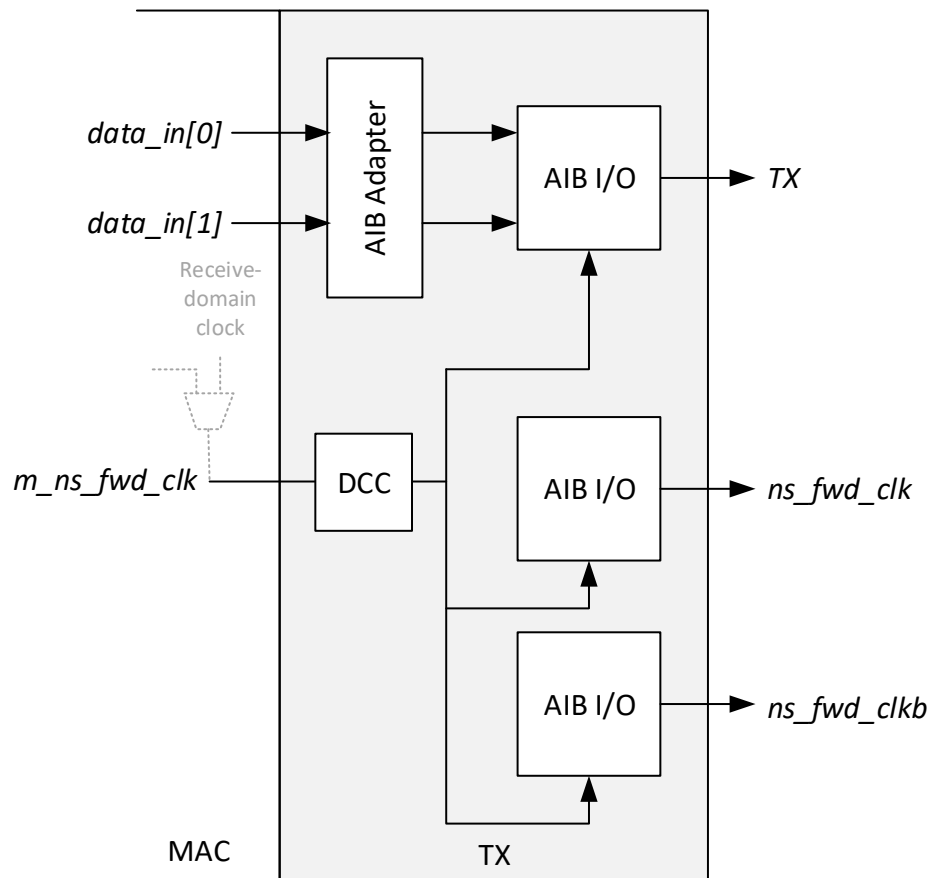 data_in[0]
AIB Adapter
AIB I/O
TX
data_in[1]
Receive-
domain
clock
m_ns_fwd_clk
DCC
AIB I/O
ns_fwd_clk
AIB I/O
ns_fwd_clkb
MAC
TX